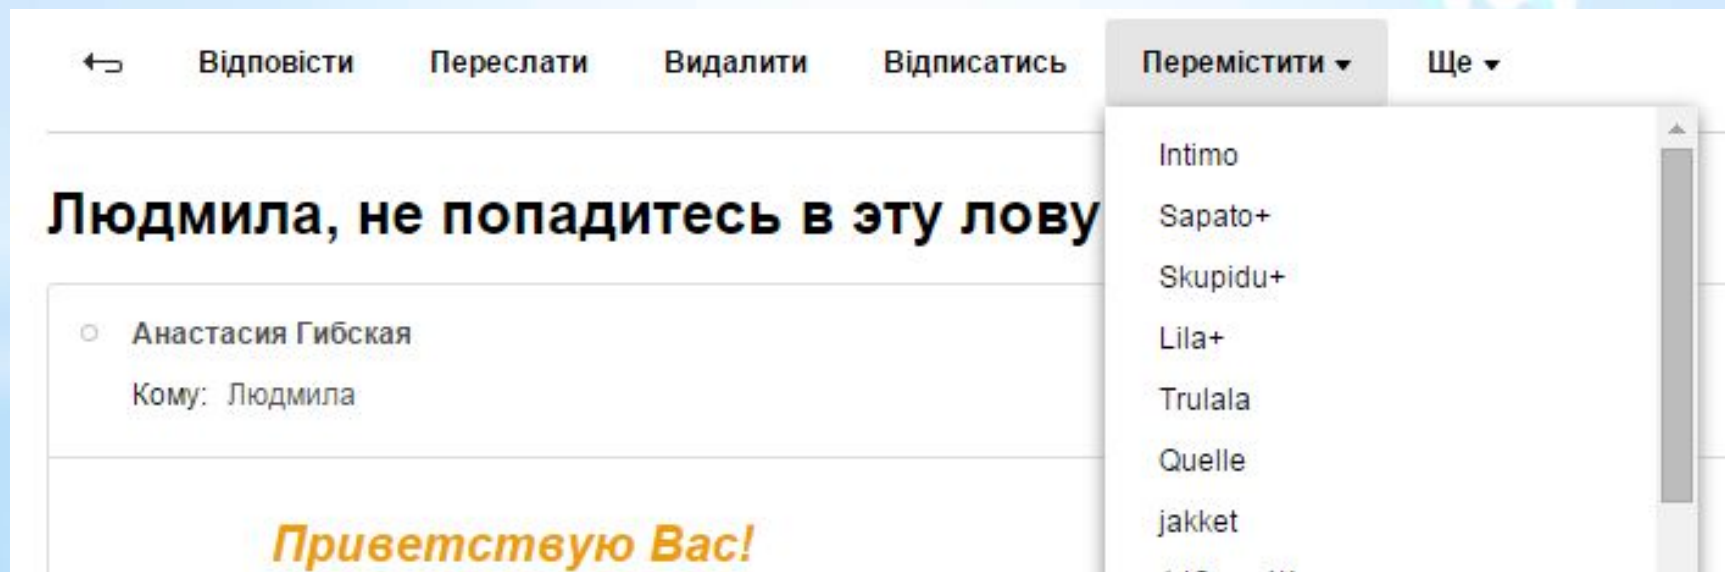 Відповісти Переслати Видалити Відписатись Перемістити Ще
Людмила, не попадитесь в эту лову
Анастасия Гибская
Кому: Людмила
Приветствую Вас!
Intimo
Sapato+
Skupidu+
Lila+
Trulala
Quelle
jakket